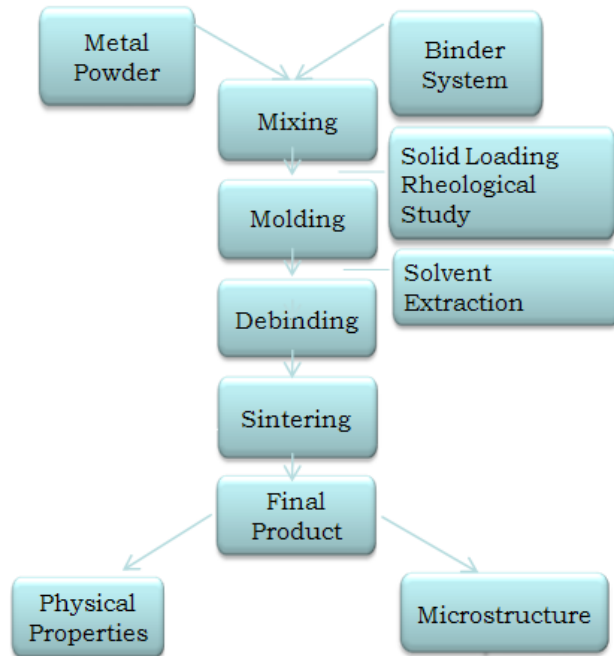 Metal
Powder
Binder
System
Mixing
Solid Loading
Rheological
Study
Molding
Solvent
Extraction
Debinding
Sintering
Final
Product
Physical
Properties
Microstructure